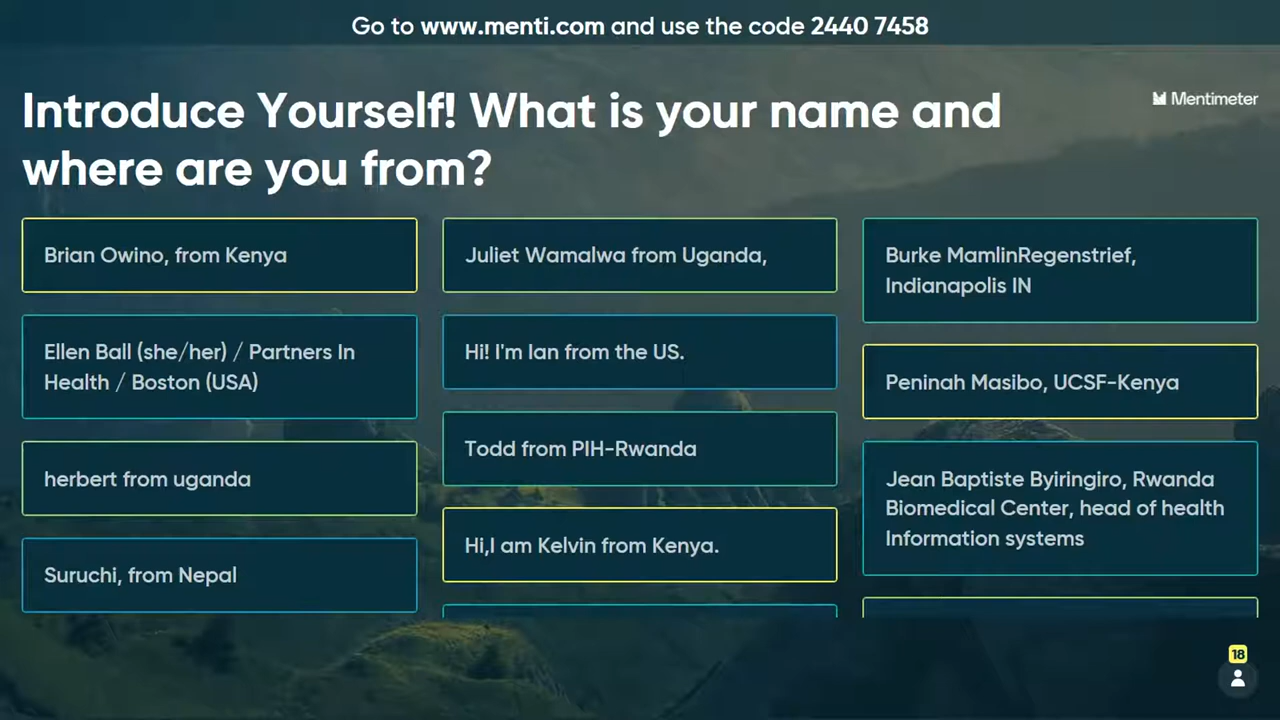 Go to www.menti.com and use the code 2440 7458
Introduce Yourself! What is your name and
where are you from?
Mentimeter
Brian Owino, from Kenya
Ellen Ball (she/her) / Partners In
Health / Boston (USA)
herbert from uganda
Suruchi, from Nepal
Juliet Wamalwa from Uganda,
Hi! I'm Ian from the US.
Todd from PIH-Rwanda
Hi,I am Kelvin from Kenya.
Burke MamlinRegenstrief,
Indianapolis IN
Peninah Masibo, UCSF-Kenya
Jean Baptiste Byiringiro, Rwanda
Biomedical Center, head of health
Information systems
18